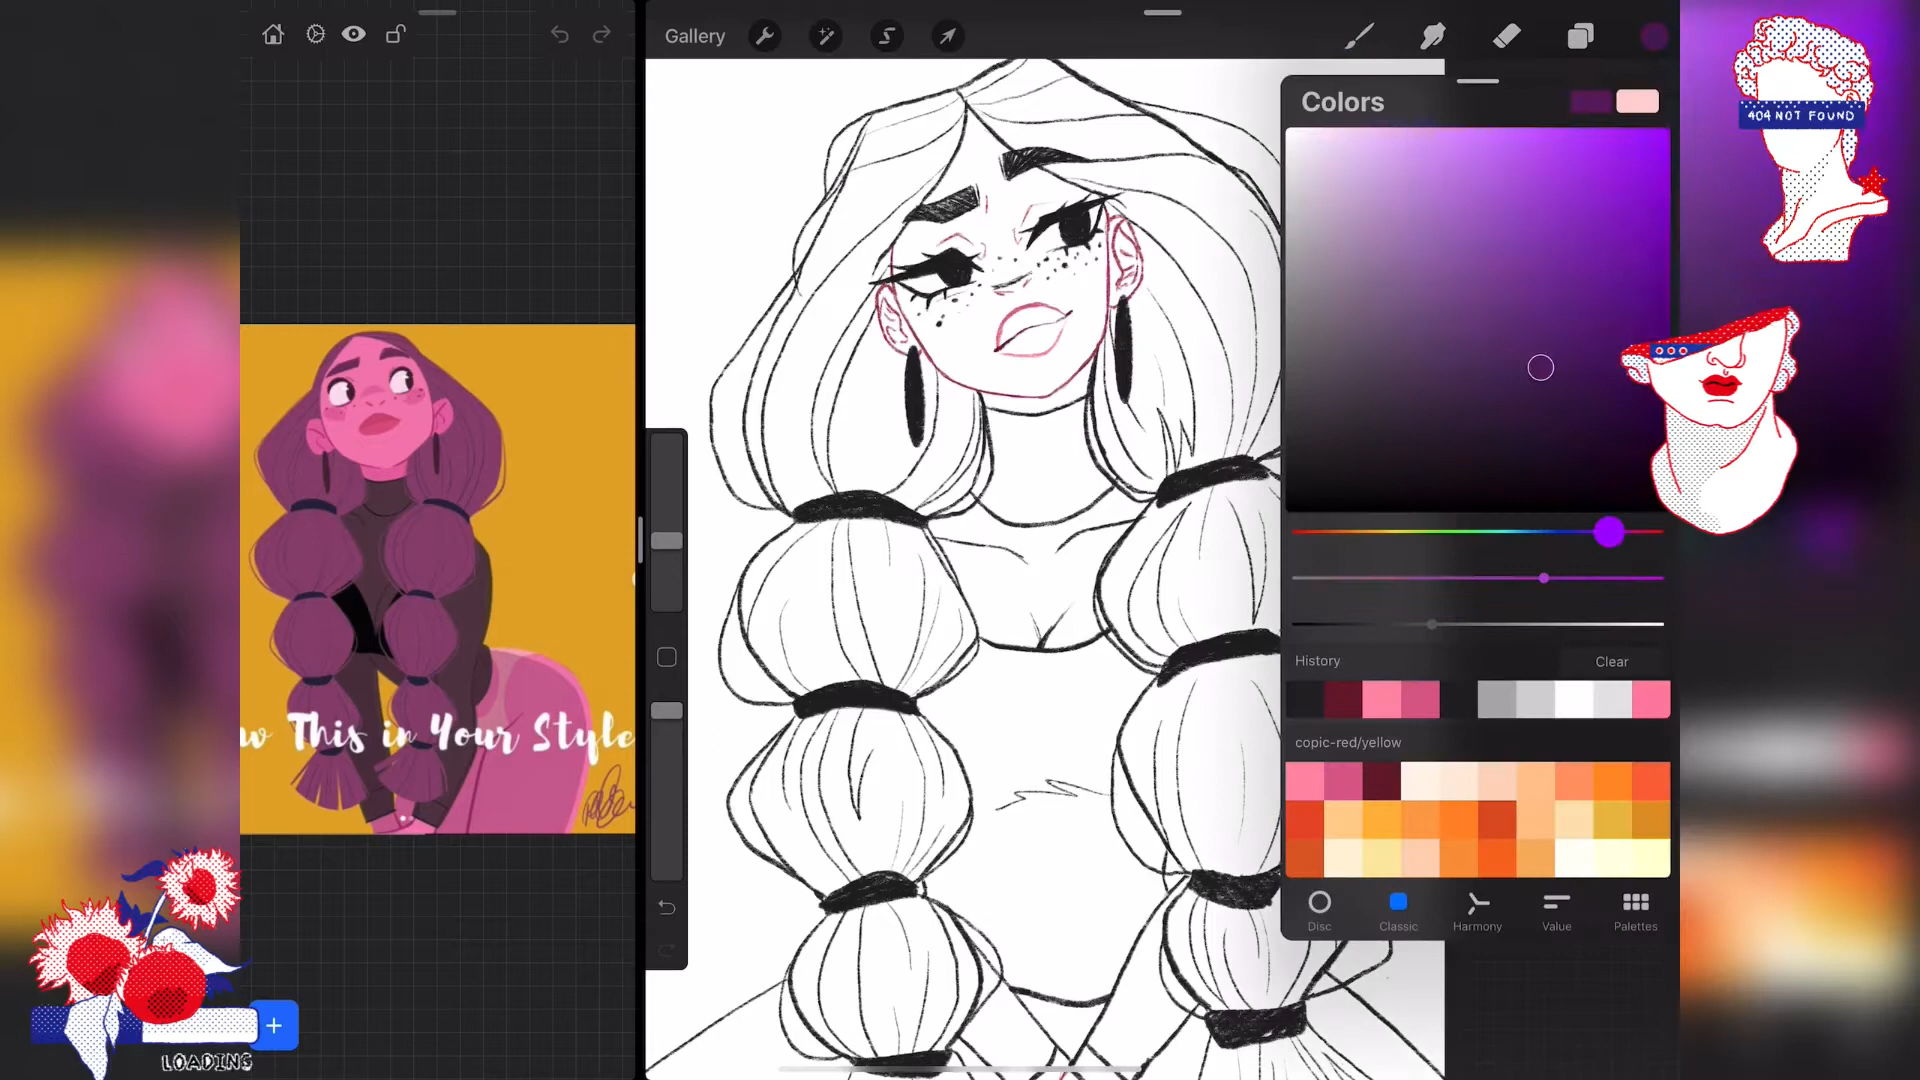 Gallery
Colors
404 NOT FOUND
History
Clear
copic-red/yellow
Disc
Classic
Harmony
Value
Palettes
w This in Your Style
LOADING